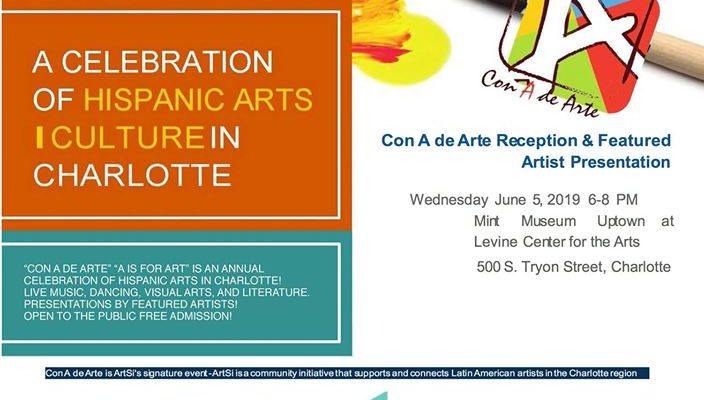 A CELEBRATION
OF HISPANIC ARTS
I CULTURE IN
CHARLOTTE
"CON A DE ARTE" "A IS FOR ART" IS AN ANNUAL
CELEBRATION OF HISPANIC ARTS IN CHARLOTTE!
LIVE MUSIC, DANCING, VISUAL ARTS, AND LITERATURE.
PRESENTATIONS BY FEATURED ARTISTS!
OPEN TO THE PUBLIC FREE ADMISSION!
A
Con A de Arte
Con A de Arte Reception & Featured
Artist Presentation
Wednesday June 5, 2019 6-8 PM
Mint Museum Uptown at
Levine Center for the Arts
500 S. Tryon Street, Charlotte
Con A de Arte is ArtSi's signature event - ArtSi is a community initiative that supports and connects Latin American artists in the Charlotte region